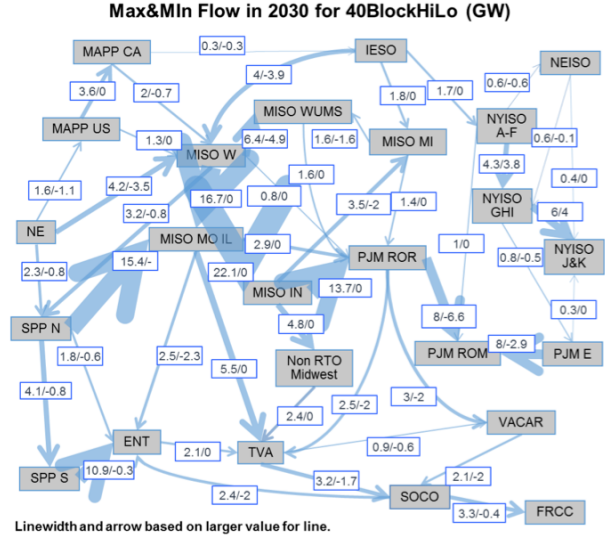 Max&MIn Flow in 2030 for 40BlockHiLo (GW)
MAPP CA
0.3/-0.3
IESO
NEISO
4/-3.9
0.6/-0.6
3.6/0
2/-0.7
1.8/0
1.7/0
MISO WUMS
NYISO
A-F
MAPP US
1.3/0
6.4/-4.9
1.6/-1.6
MISO MI
0.6/-0.1
MISO W
4.3/3.8
1.6/-1.1
4.2/-3.5
1.6/0
0.4/0
16.7/0
0.8/0
3.5/-2
1.4/0
NYISO
GHI
6/4
3.2/-0.8
NE
MISO MO IL
2.9/0
1/0
NYISO
J&K
2.3/-0.8
15.4/-
22.1/0
PJM ROR
0.8/-0.5
MISO IN
13.7/0
0.3/0
SPP N
4.8/0
8/-6.6
1.8/-0.6
2.5/-2.3
Non RTO
Midwest
PJM ROM
8/-2.9
PJM E
5.5/0
4.1/-0.8
2.5/-2
3/-2
2.4/0
VACAR
ENT
2.1/0
TVA
0.9/-0.6
SPP S
10.9/-0.3
3.2/-1.7
2.1/-2
2.4/-2
SOCO
3.3/-0.4
FRCC
Linewidth and arrow based on larger value for line.